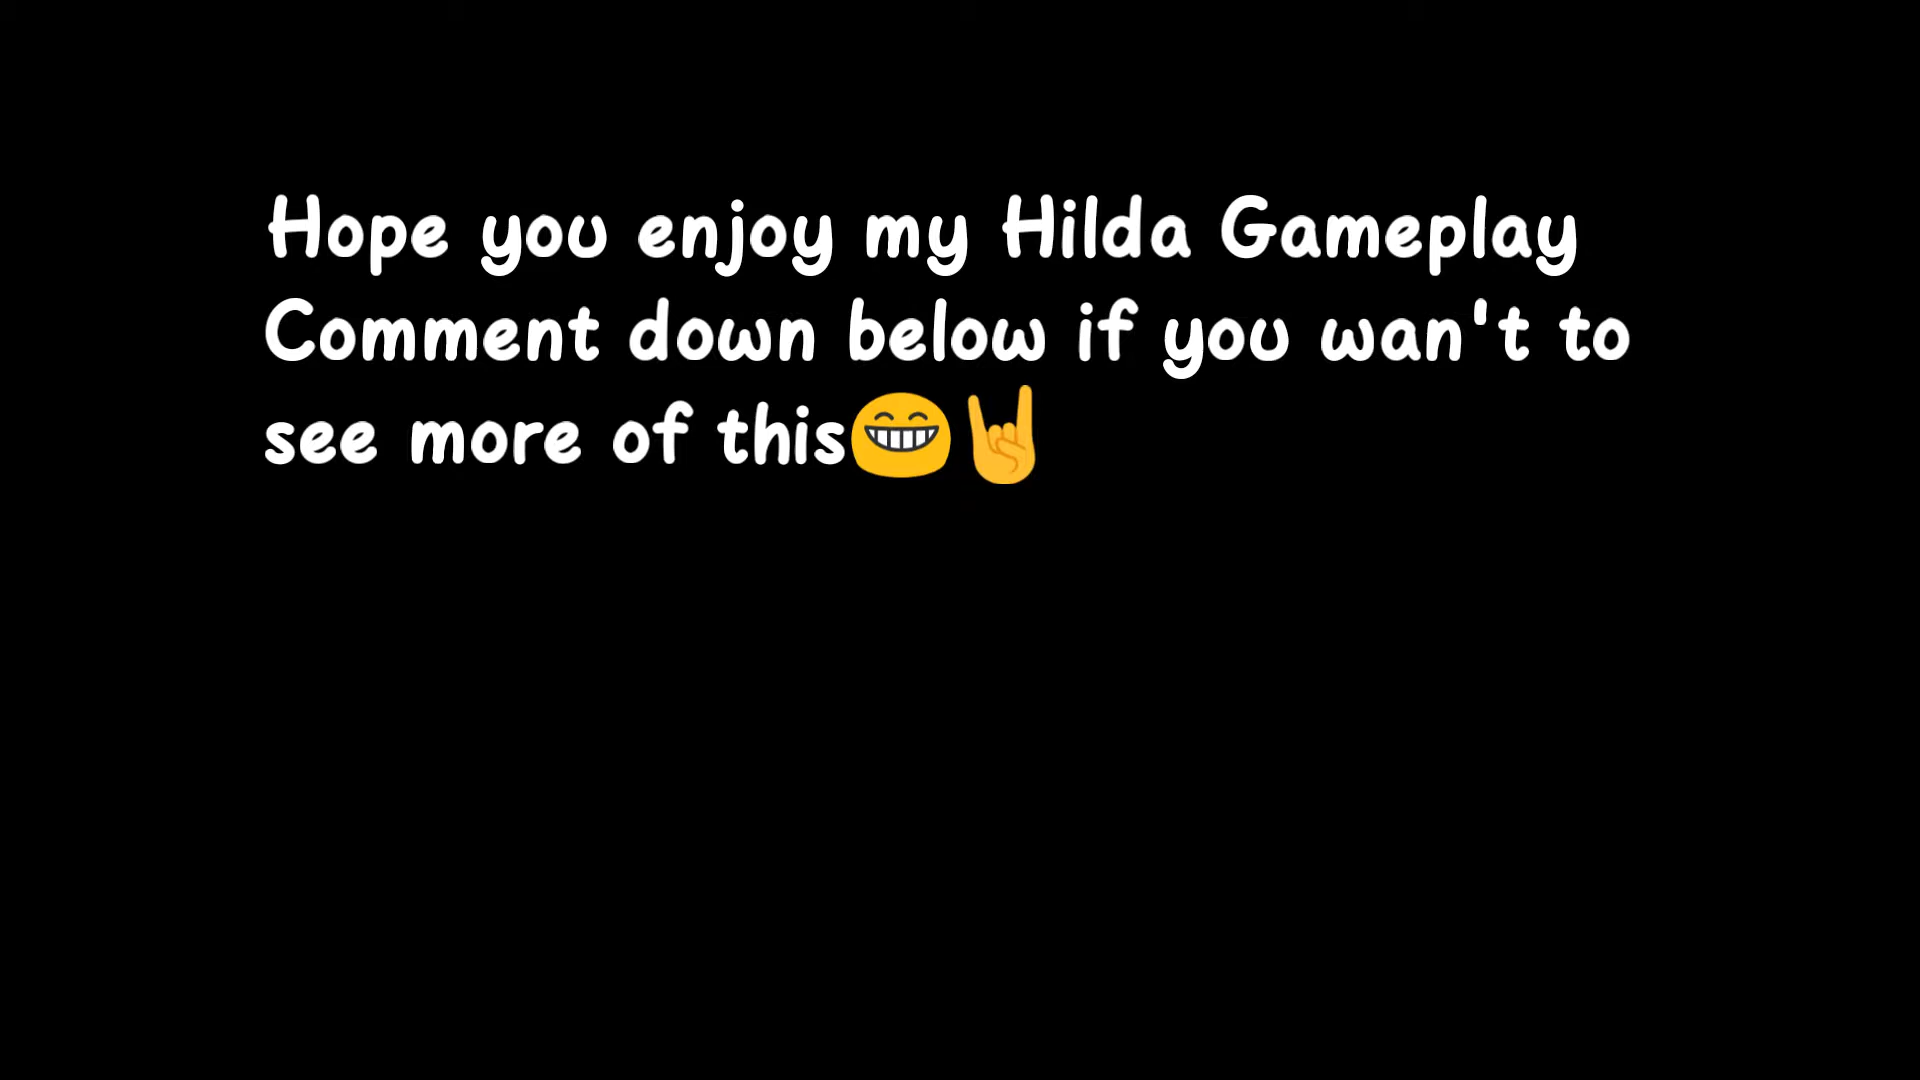 Hope you enjoy my Hilda Gameplay
Comment down below if you wan't to
see more of this😁🤘